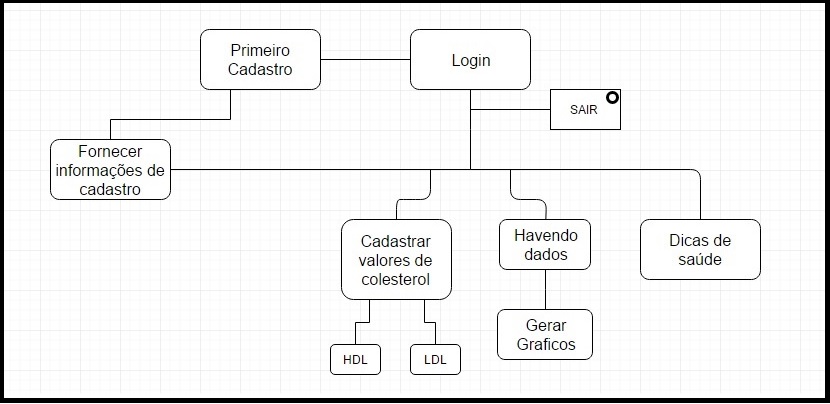 Primeiro
Cadastro
Login
SAIR
Fornecer
informações de
cadastro
Cadastrar
valores de
colesterol
Havendo
dados
Dicas de
saúde
Gerar
Graficos
HDL
LDL